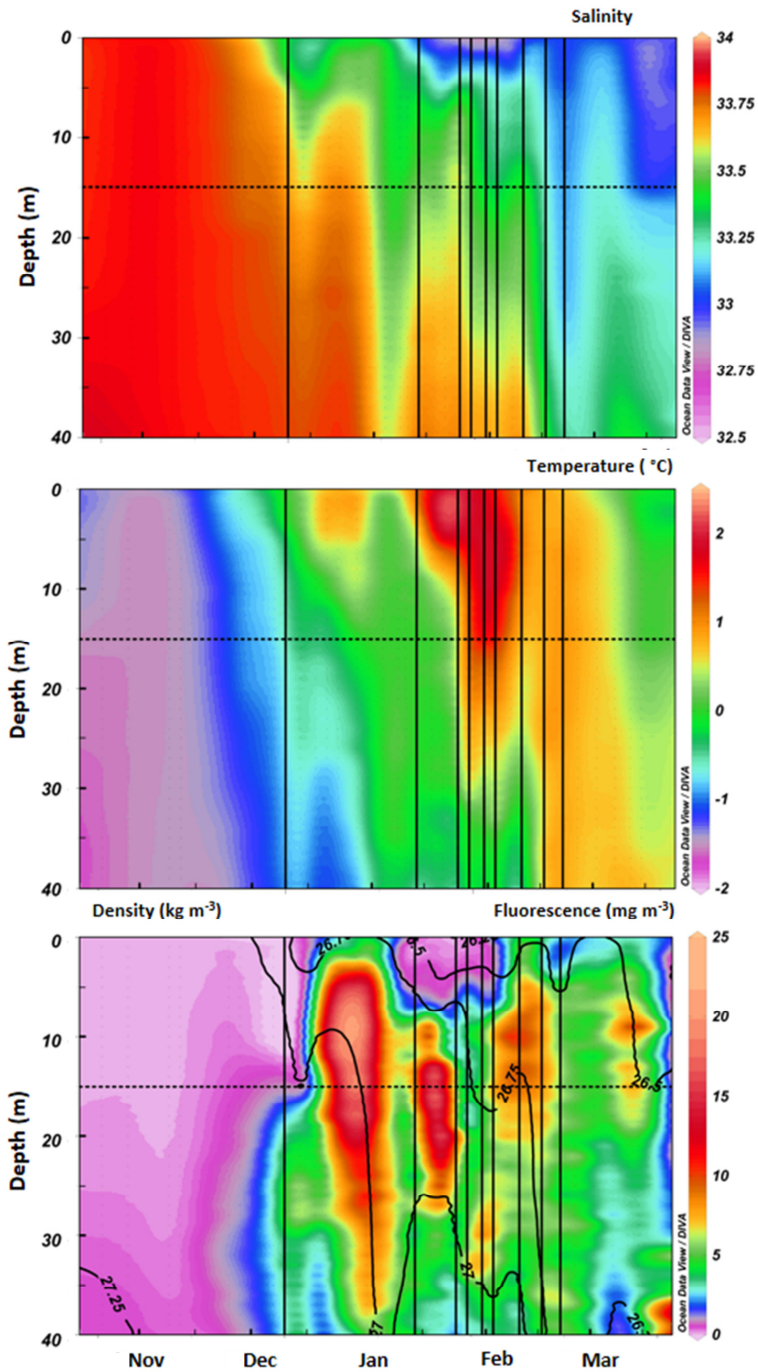 Salinity
0
10
20
30
40
Depth (m)
34
33.75
33.5
33.25
33
32.75
32.5
Ocean Data View / DIVA
Temperature ( °C)
0
10
20
30
40
Depth (m)
2
1
0
-1
-2
Ocean Data View / DIVA
Density (kg m-3)
Fluorescence (mg m-3)
0
10
20
30
40
Depth (m)
26.75
26.5
27.25
27
27
25
20
15
10
5
0
Ocean Data View / DIVA
Nov
Dec
Jan
Feb
Mar